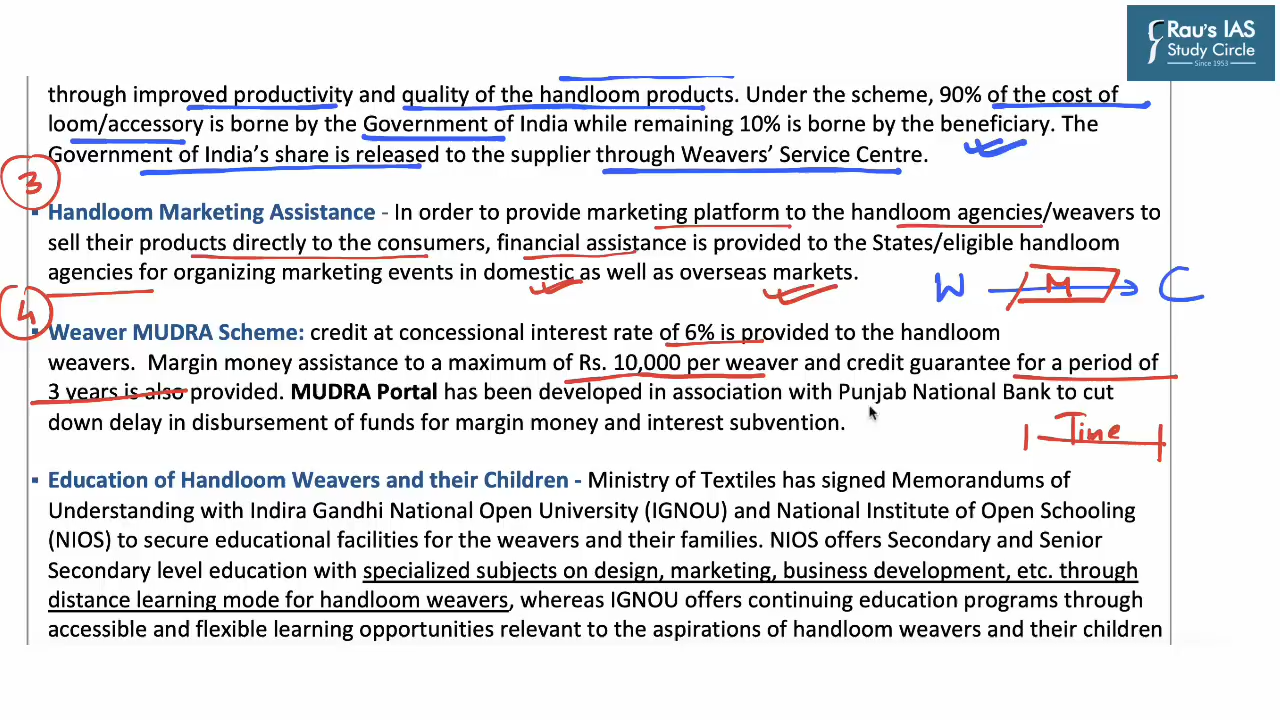 Rau's IAS
Study Circle
Since 1953
through improved productivity and quality of the handloom products. Under the scheme, 90% of the cost of
loom/accessory is borne by the Government of India while remaining 10% is borne by the beneficiary. The
Government of India's share is released to the supplier through Weavers' Service Centre.
3
▪ Handloom Marketing Assistance - In order to provide marketing platform to the handloom agencies/weavers to
sell their products directly to the consumers, financial assistance is provided to the States/eligible handloom
agencies for organizing marketing events in domestic as well as overseas markets.
W M C
4
▪ Weaver MUDRA Scheme: credit at concessional interest rate of 6% is provided to the handloom
weavers. Margin money assistance to a maximum of Rs. 10,000 per weaver and credit guarantee for a period of
3 years is also provided. MUDRA Portal has been developed in association with Punjab National Bank to cut
down delay in disbursement of funds for margin money and interest subvention.
Time
▪ Education of Handloom Weavers and their Children - Ministry of Textiles has signed Memorandums of
Understanding with Indira Gandhi National Open University (IGNOU) and National Institute of Open Schooling
(NIOS) to secure educational facilities for the weavers and their families. NIOS offers Secondary and Senior
Secondary level education with specialized subjects on design, marketing, business development, etc. through
distance learning mode for handloom weavers, whereas IGNOU offers continuing education programs through
accessible and flexible learning opportunities relevant to the aspirations of handloom weavers and their children